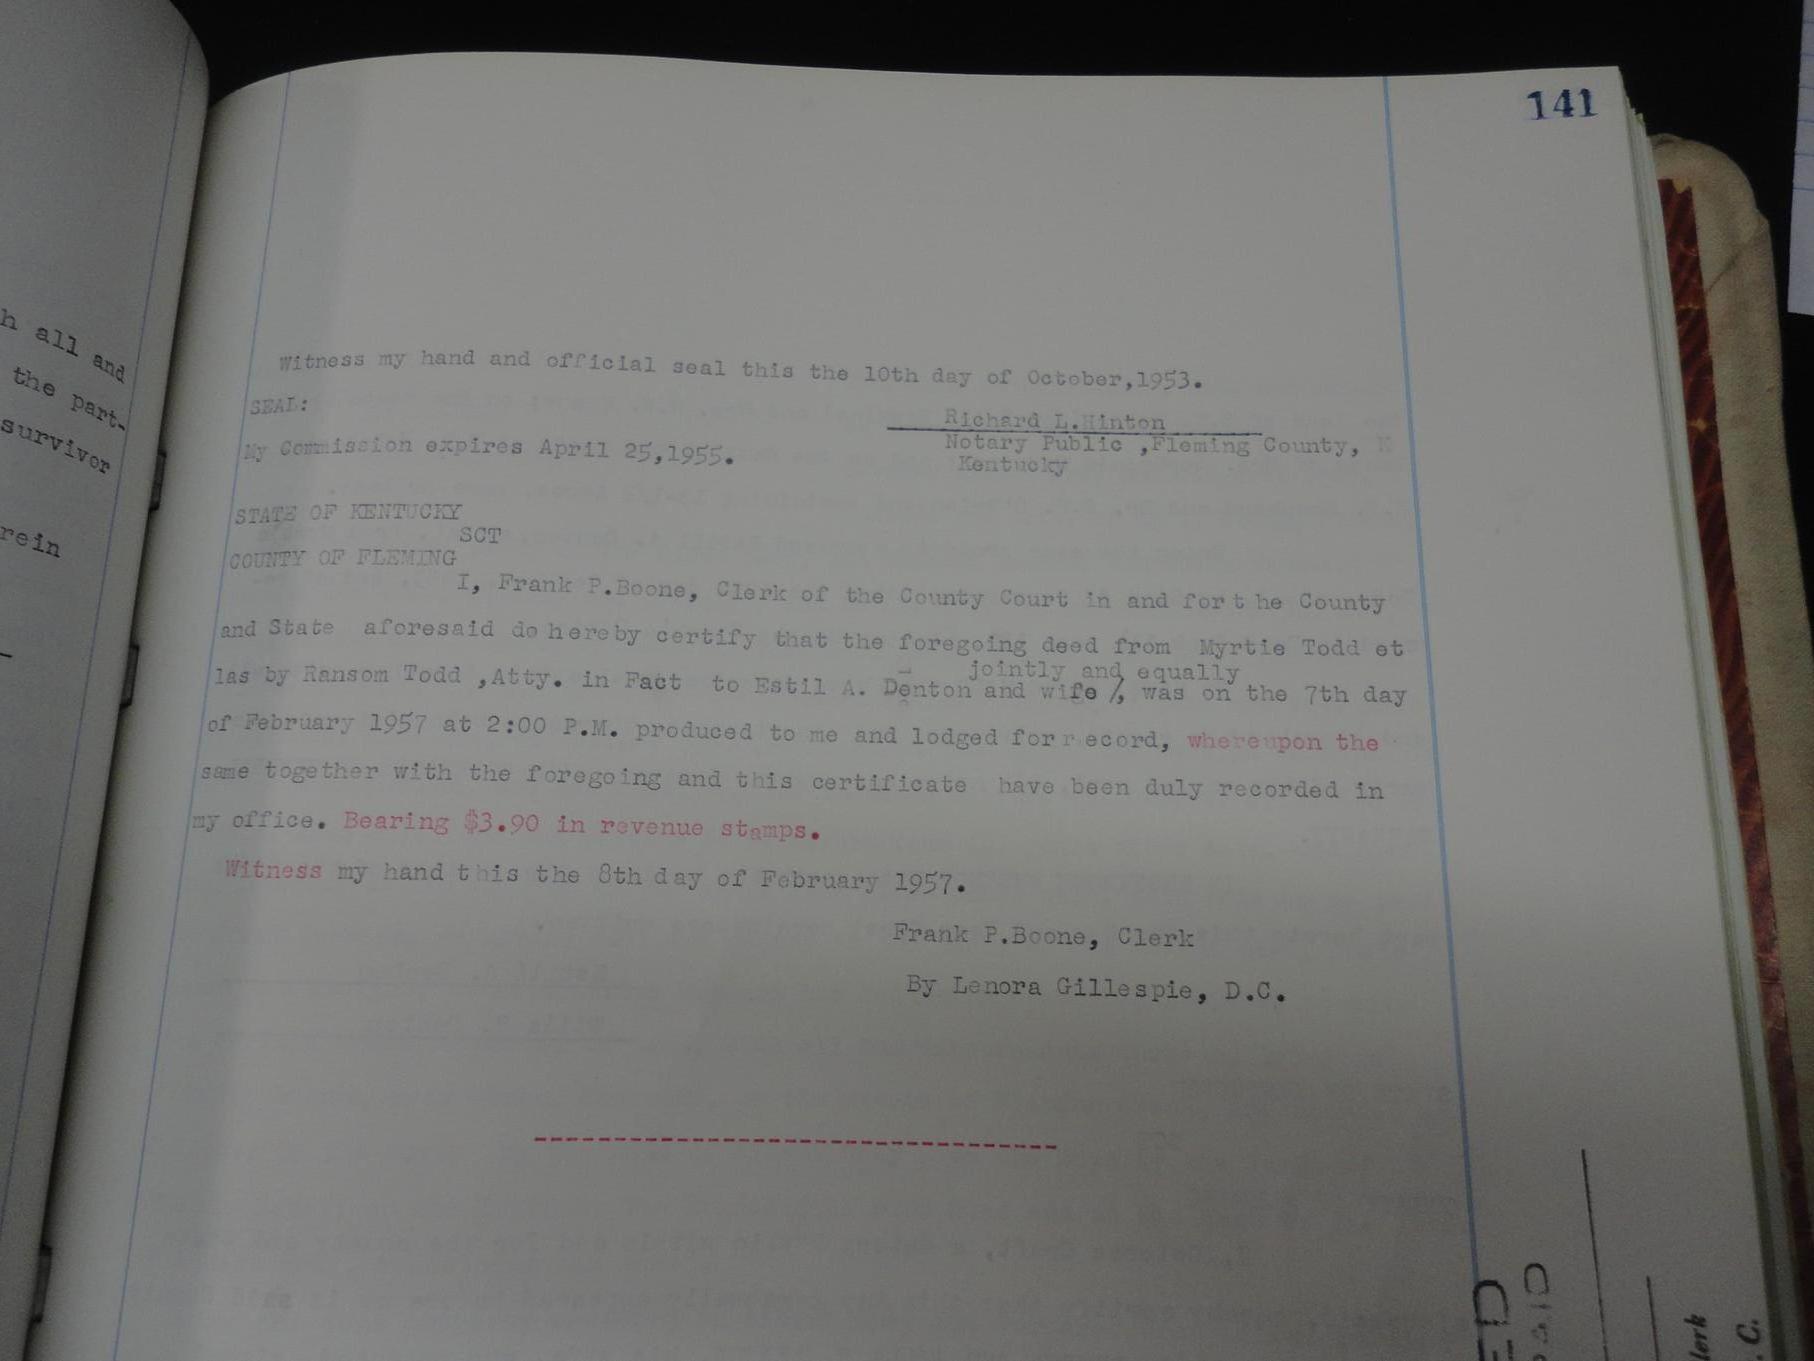 141
h all and
the part-
survivor
rein
Witness my hand and official seal this the 10th day of October,1953.
SEAL:
Richard L.Hinton
My Commission expires April 25,1955.
Notary Public ,Fleming County, K
Kentucky
STATE OF KENTUCKY
SCT
COUNTY OF FLEMING
I, Frank P.Boone, Clerk of the County Court in and for t he County
and State aforesaid do hereby certify that the foregoing deed from Myrtie Todd et
jointly and equally
las by Ransom Todd ,Atty. in Fact to Estil A. Denton and wife /, was on the 7th day
of February 1957 at 2:00 P.M. produced to me and lodged for r ecord, whereupon the
same together with the foregoing and this certificate have been duly recorded in
my office. Bearing $3.90 in revenue stamps.
Witness my hand this the 8th day of February 1957.
Frank P.Boone, Clerk
By Lenora Gillespie, D.C.
lerk
. C.